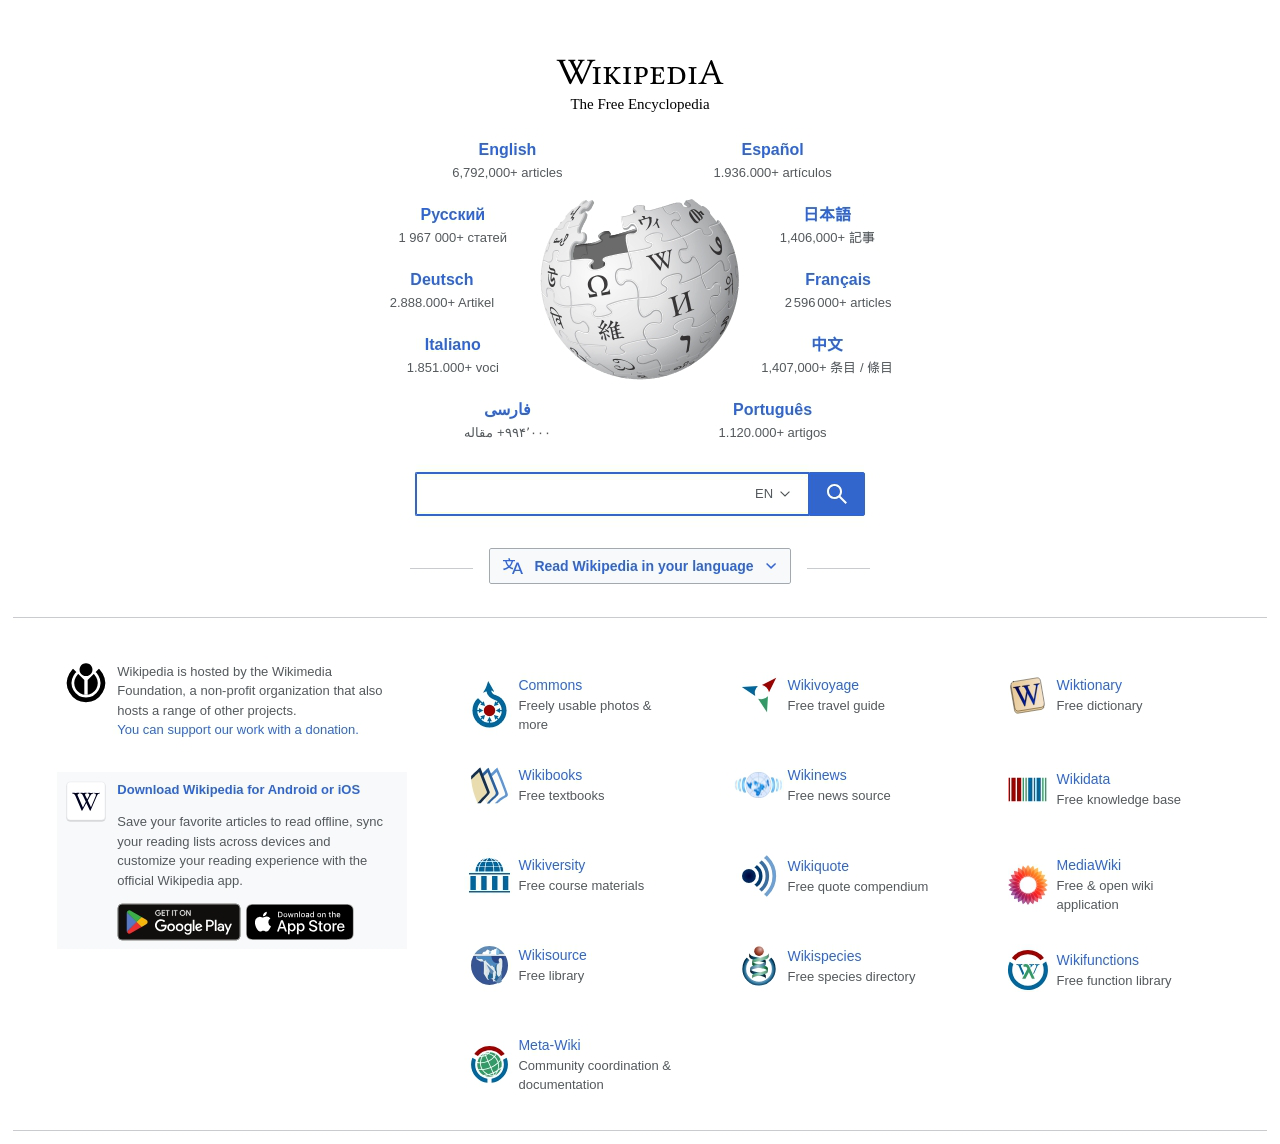 WIKIPEDIA
The Free Encyclopedia
English
6,792,000+ articles
Español
1.936.000+ artículos
Русский
1 967 000+ статей
日本語
1,406,000+ 記事
Deutsch
2.888.000+ Artikel
Français
2 596 000+ articles
Italiano
1.851.000+ voci
中文
1,407,000+ 条目 / 條目
فارسی
۹۹۴٬۰۰۰+ مقاله
Português
1.120.000+ artigos
Ω W И 維
EN
Read Wikipedia in your language
Wikipedia is hosted by the Wikimedia
Foundation, a non-profit organization that also
hosts a range of other projects.
You can support our work with a donation.
W
Download Wikipedia for Android or iOS
Save your favorite articles to read offline, sync
your reading lists across devices and
customize your reading experience with the
official Wikipedia app.
GET IT ON
Google Play
Download on the
App Store
Commons
Freely usable photos &
more
Wikivoyage
Free travel guide
W
Wiktionary
Free dictionary
Wikibooks
Free textbooks
Wikinews
Free news source
Wikidata
Free knowledge base
Wikiversity
Free course materials
Wikiquote
Free quote compendium
MediaWiki
Free & open wiki
application
Wikisource
Free library
Wikispecies
Free species directory
Wikifunctions
Free function library
Meta-Wiki
Community coordination &
documentation